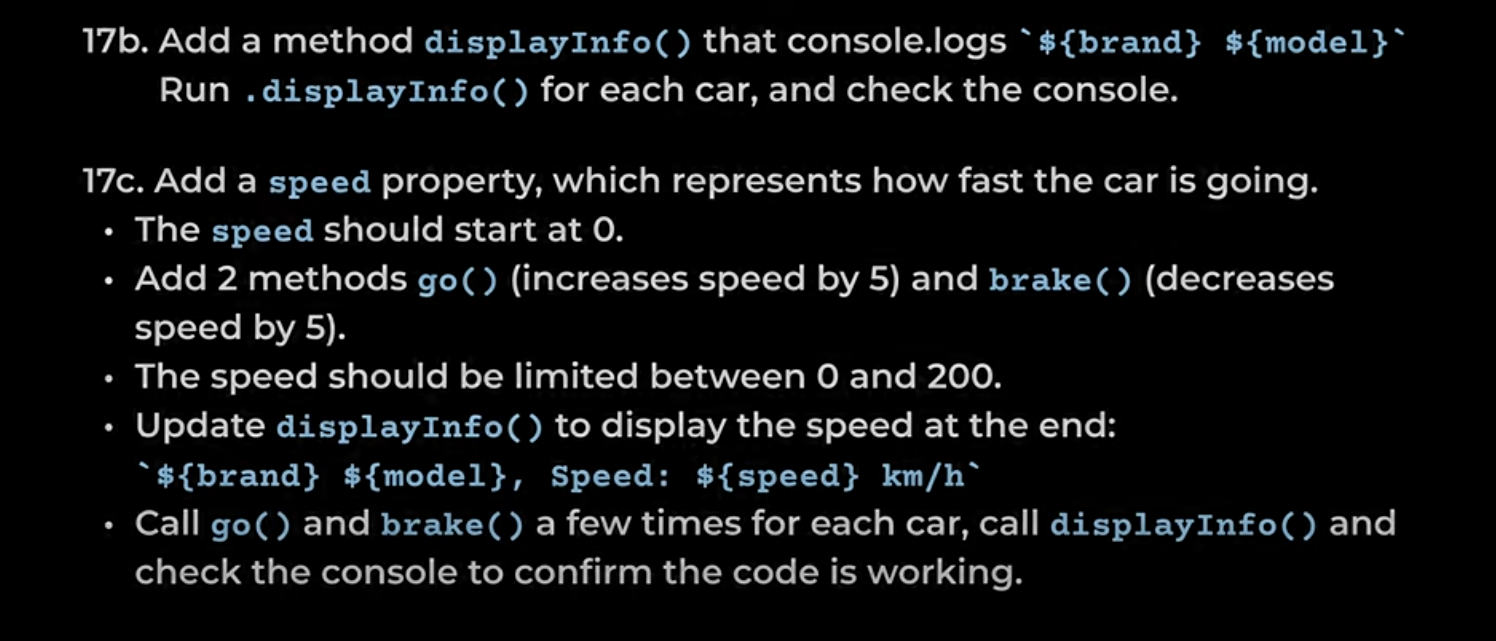 17b. Add a method displayInfo() that console.logs `${brand} ${model}`
Run .displayInfo() for each car, and check the console.
17c. Add a speed property, which represents how fast the car is going.
• The speed should start at 0.
• Add 2 methods go() (increases speed by 5) and brake() (decreases
speed by 5).
• The speed should be limited between 0 and 200.
• Update displayInfo() to display the speed at the end:
`${brand} ${model}, Speed: ${speed} km/h`
• Call go() and brake() a few times for each car, call displayInfo() and
check the console to confirm the code is working.